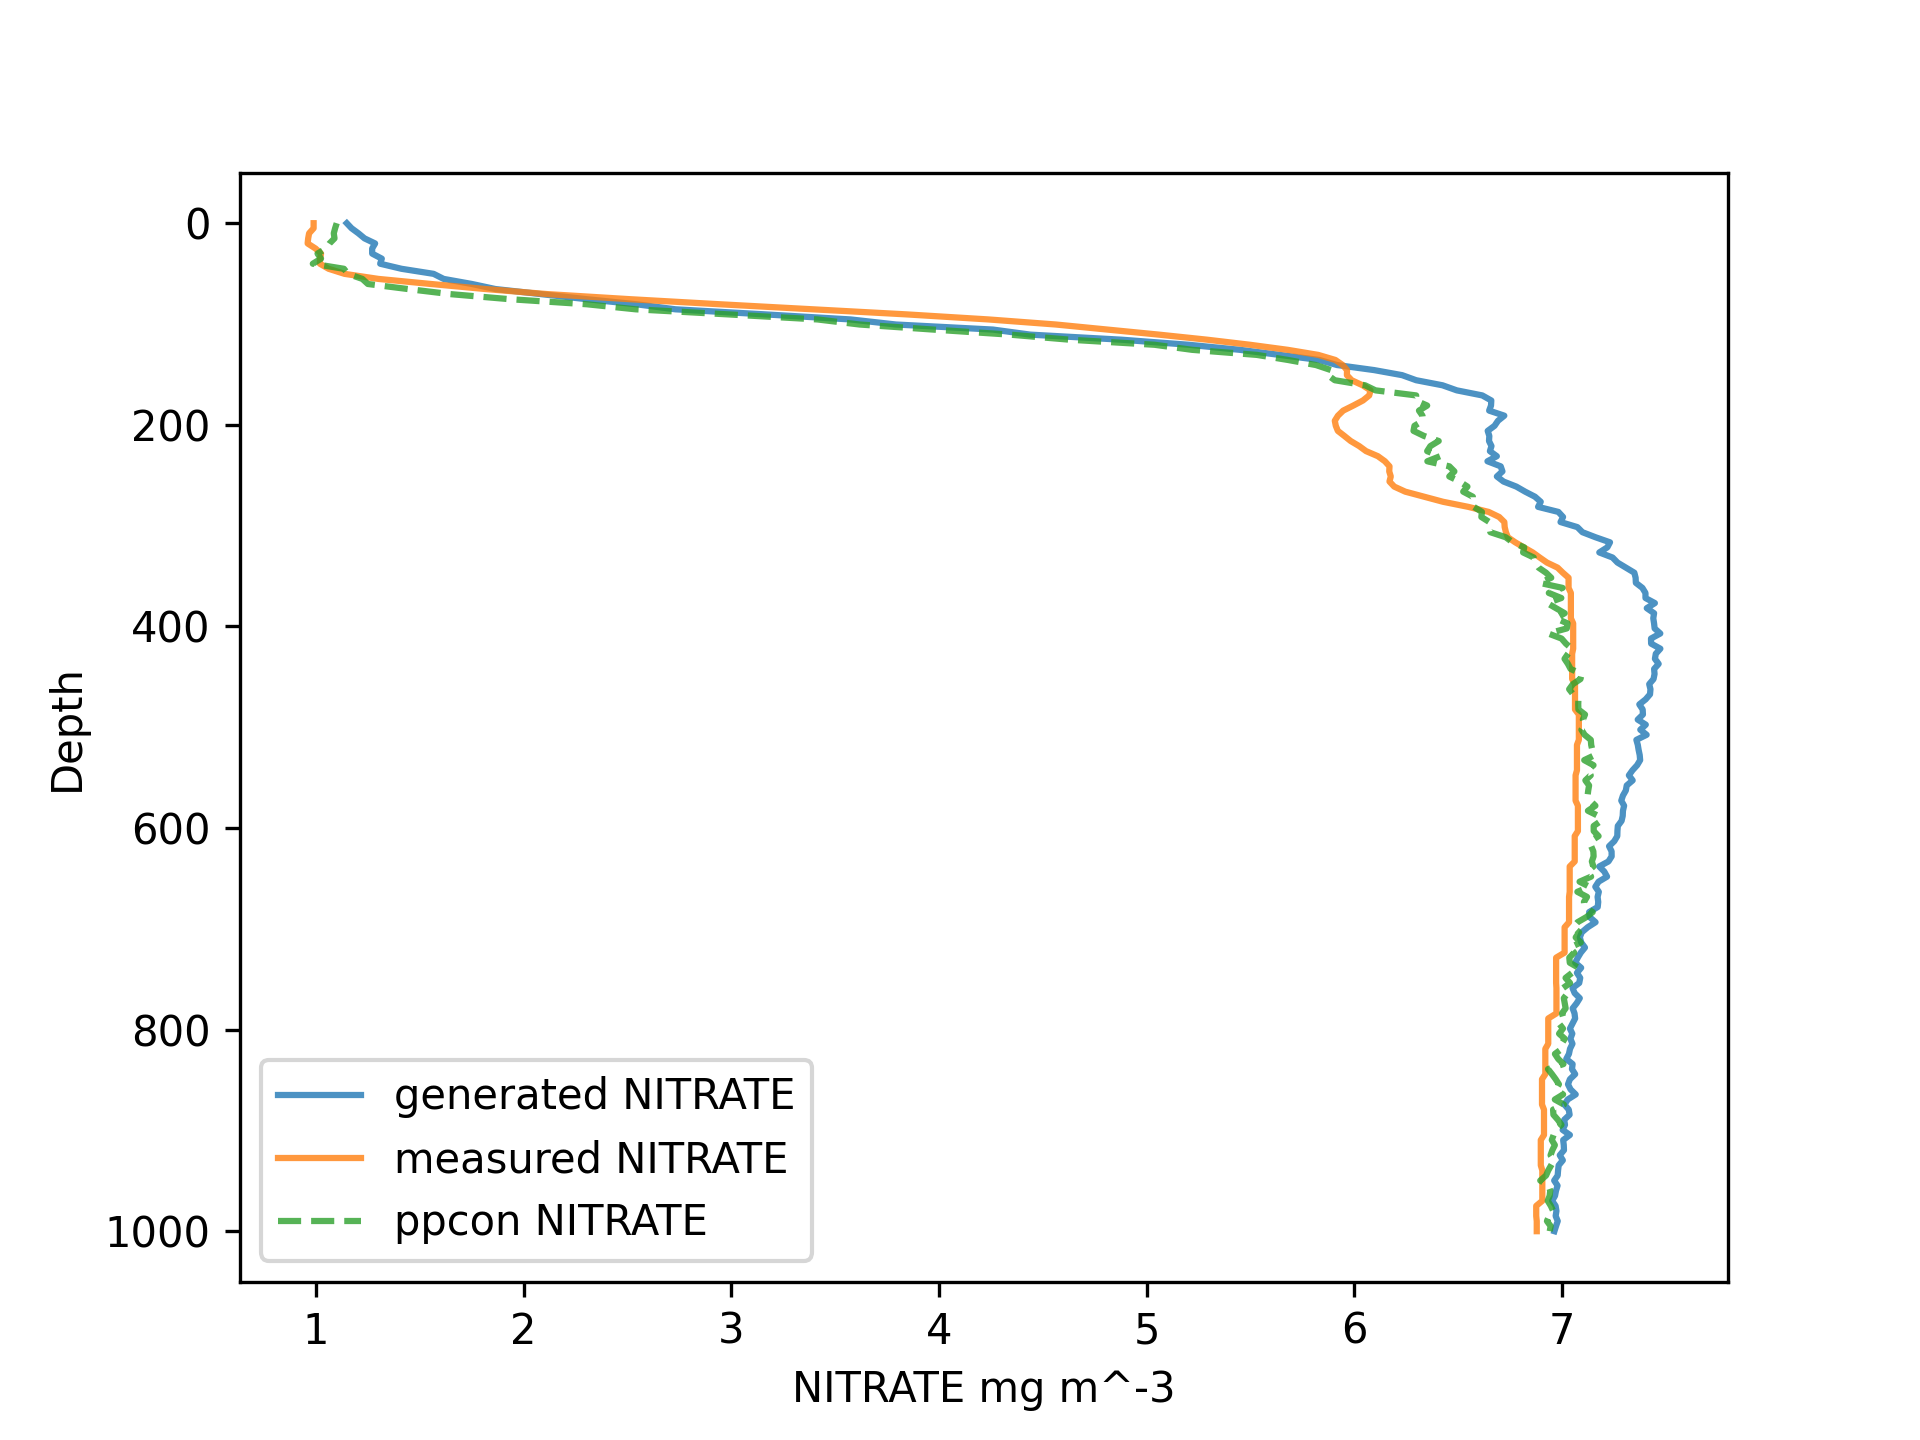 0
200
400
600
800
1000
Depth
1 2 3 4 5 6 7
NITRATE mg m^-3
generated NITRATE
measured NITRATE
ppcon NITRATE